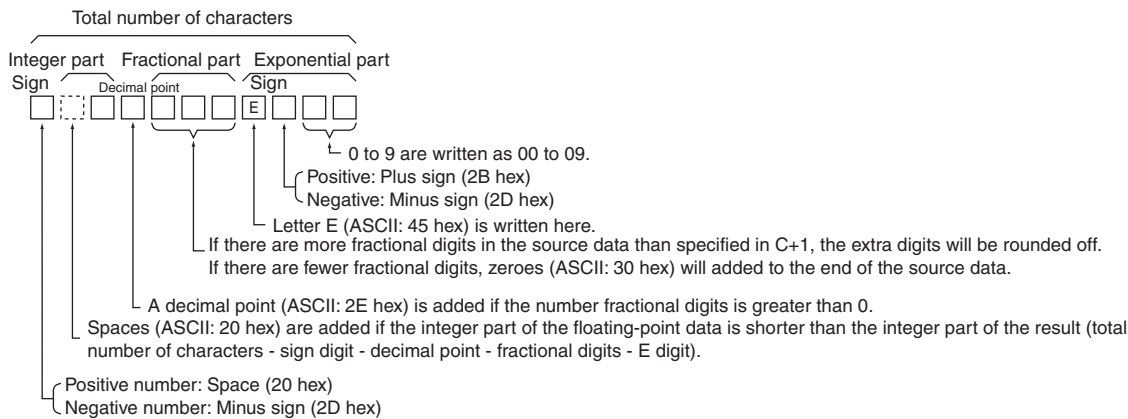 Total number of characters
Integer part Fractional part Exponential part
Sign Decimal point Sign
E
0 to 9 are written as 00 to 09.
Positive: Plus sign (2B hex)
Negative: Minus sign (2D hex)
Letter E (ASCII: 45 hex) is written here.
If there are more fractional digits in the source data than specified in C+1, the extra digits will be rounded off.
If there are fewer fractional digits, zeroes (ASCII: 30 hex) will added to the end of the source data.
A decimal point (ASCII: 2E hex) is added if the number fractional digits is greater than 0.
Spaces (ASCII: 20 hex) are added if the integer part of the floating-point data is shorter than the integer part of the result (total
number of characters - sign digit - decimal point - fractional digits - E digit).
Positive number: Space (20 hex)
Negative number: Minus sign (2D hex)